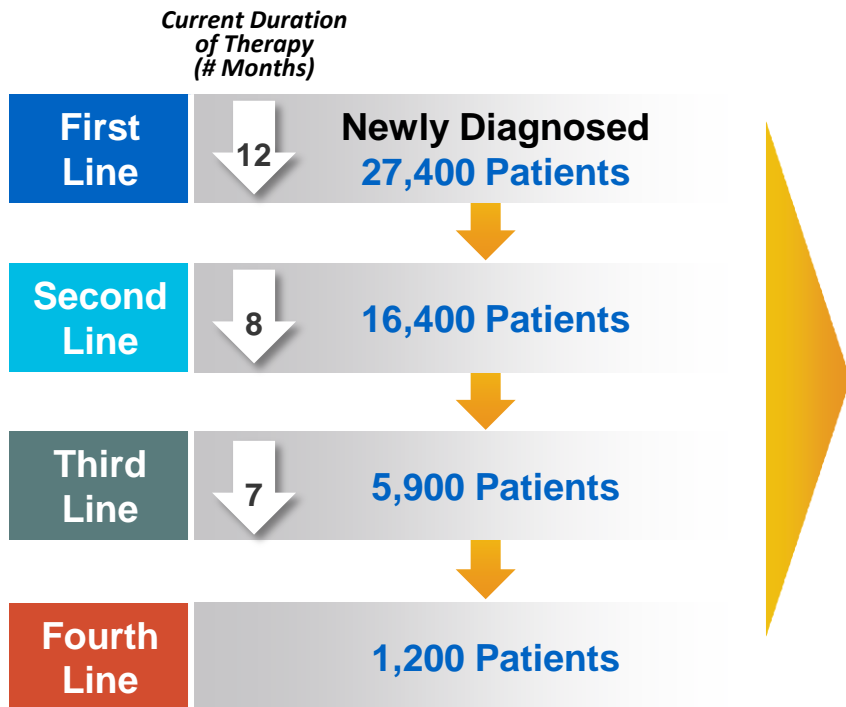 Current Duration
of Therapy
(# Months)
First
Line
12
Newly Diagnosed
27,400 Patients
Second
Line
8
16,400 Patients
Third
Line
7
5,900 Patients
Fourth
Line
1,200 Patients